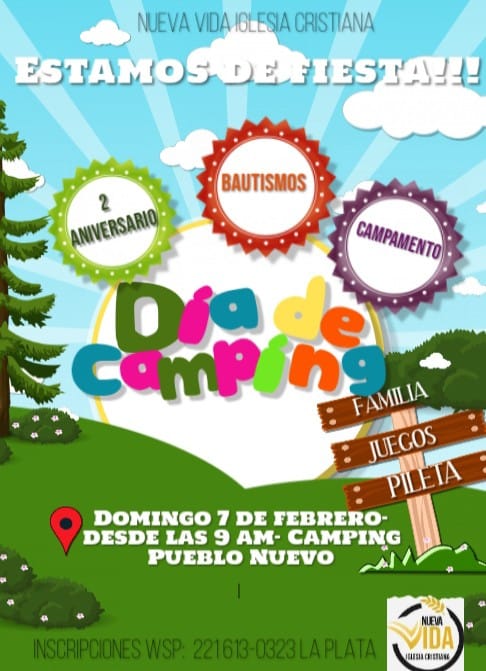 NUEVA VIDA IGLESIA CRISTIANA
ESTAMOS DE FIESTA!!!
2
ANIVERSARIO
BAUTISMOS
CAMPAMENTO
Día de
camping
FAMILIA
JUEGOS
PILETA
DOMINGO 7 DE FEBRERO-
DESDE LAS 9 AM- CAMPING
PUEBLO NUEVO
INSCRIPCIONES WSP: 221613-0323 LA PLATA
NUEVA
VIDA
IGLESIA CRISTIANA